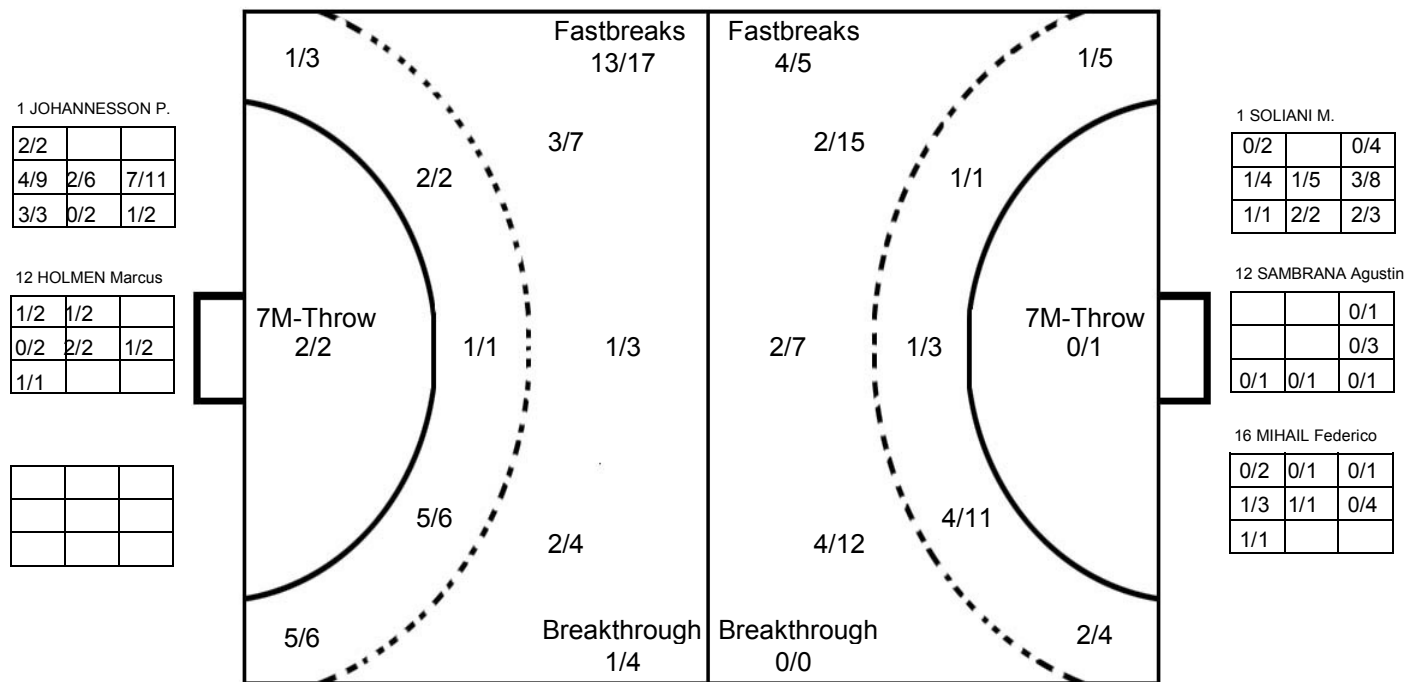 Fastbreaks
13/17
Fastbreaks
4/5
1/3
1/5
1 JOHANNESSON P.
2/2
4/9 2/6 7/11
3/3 0/2 1/2
3/7
2/15
2/2
1/1
1 SOLIANI M.
0/2 0/4
1/4 1/5 3/8
1/1 2/2 2/3
12 HOLMEN Marcus
1/2 1/2
0/2 2/2 1/2
1/1
7M-Throw
2/2
1/1
1/3
2/7
1/3
7M-Throw
0/1
12 SAMBRANA Agustin
0/1
0/3
0/1 0/1 0/1
16 MIHAIL Federico
0/2 0/1 0/1
1/3 1/1 0/4
1/1
5/6
2/4
4/12
4/11
5/6
Breakthrough
1/4
Breakthrough
0/0
2/4